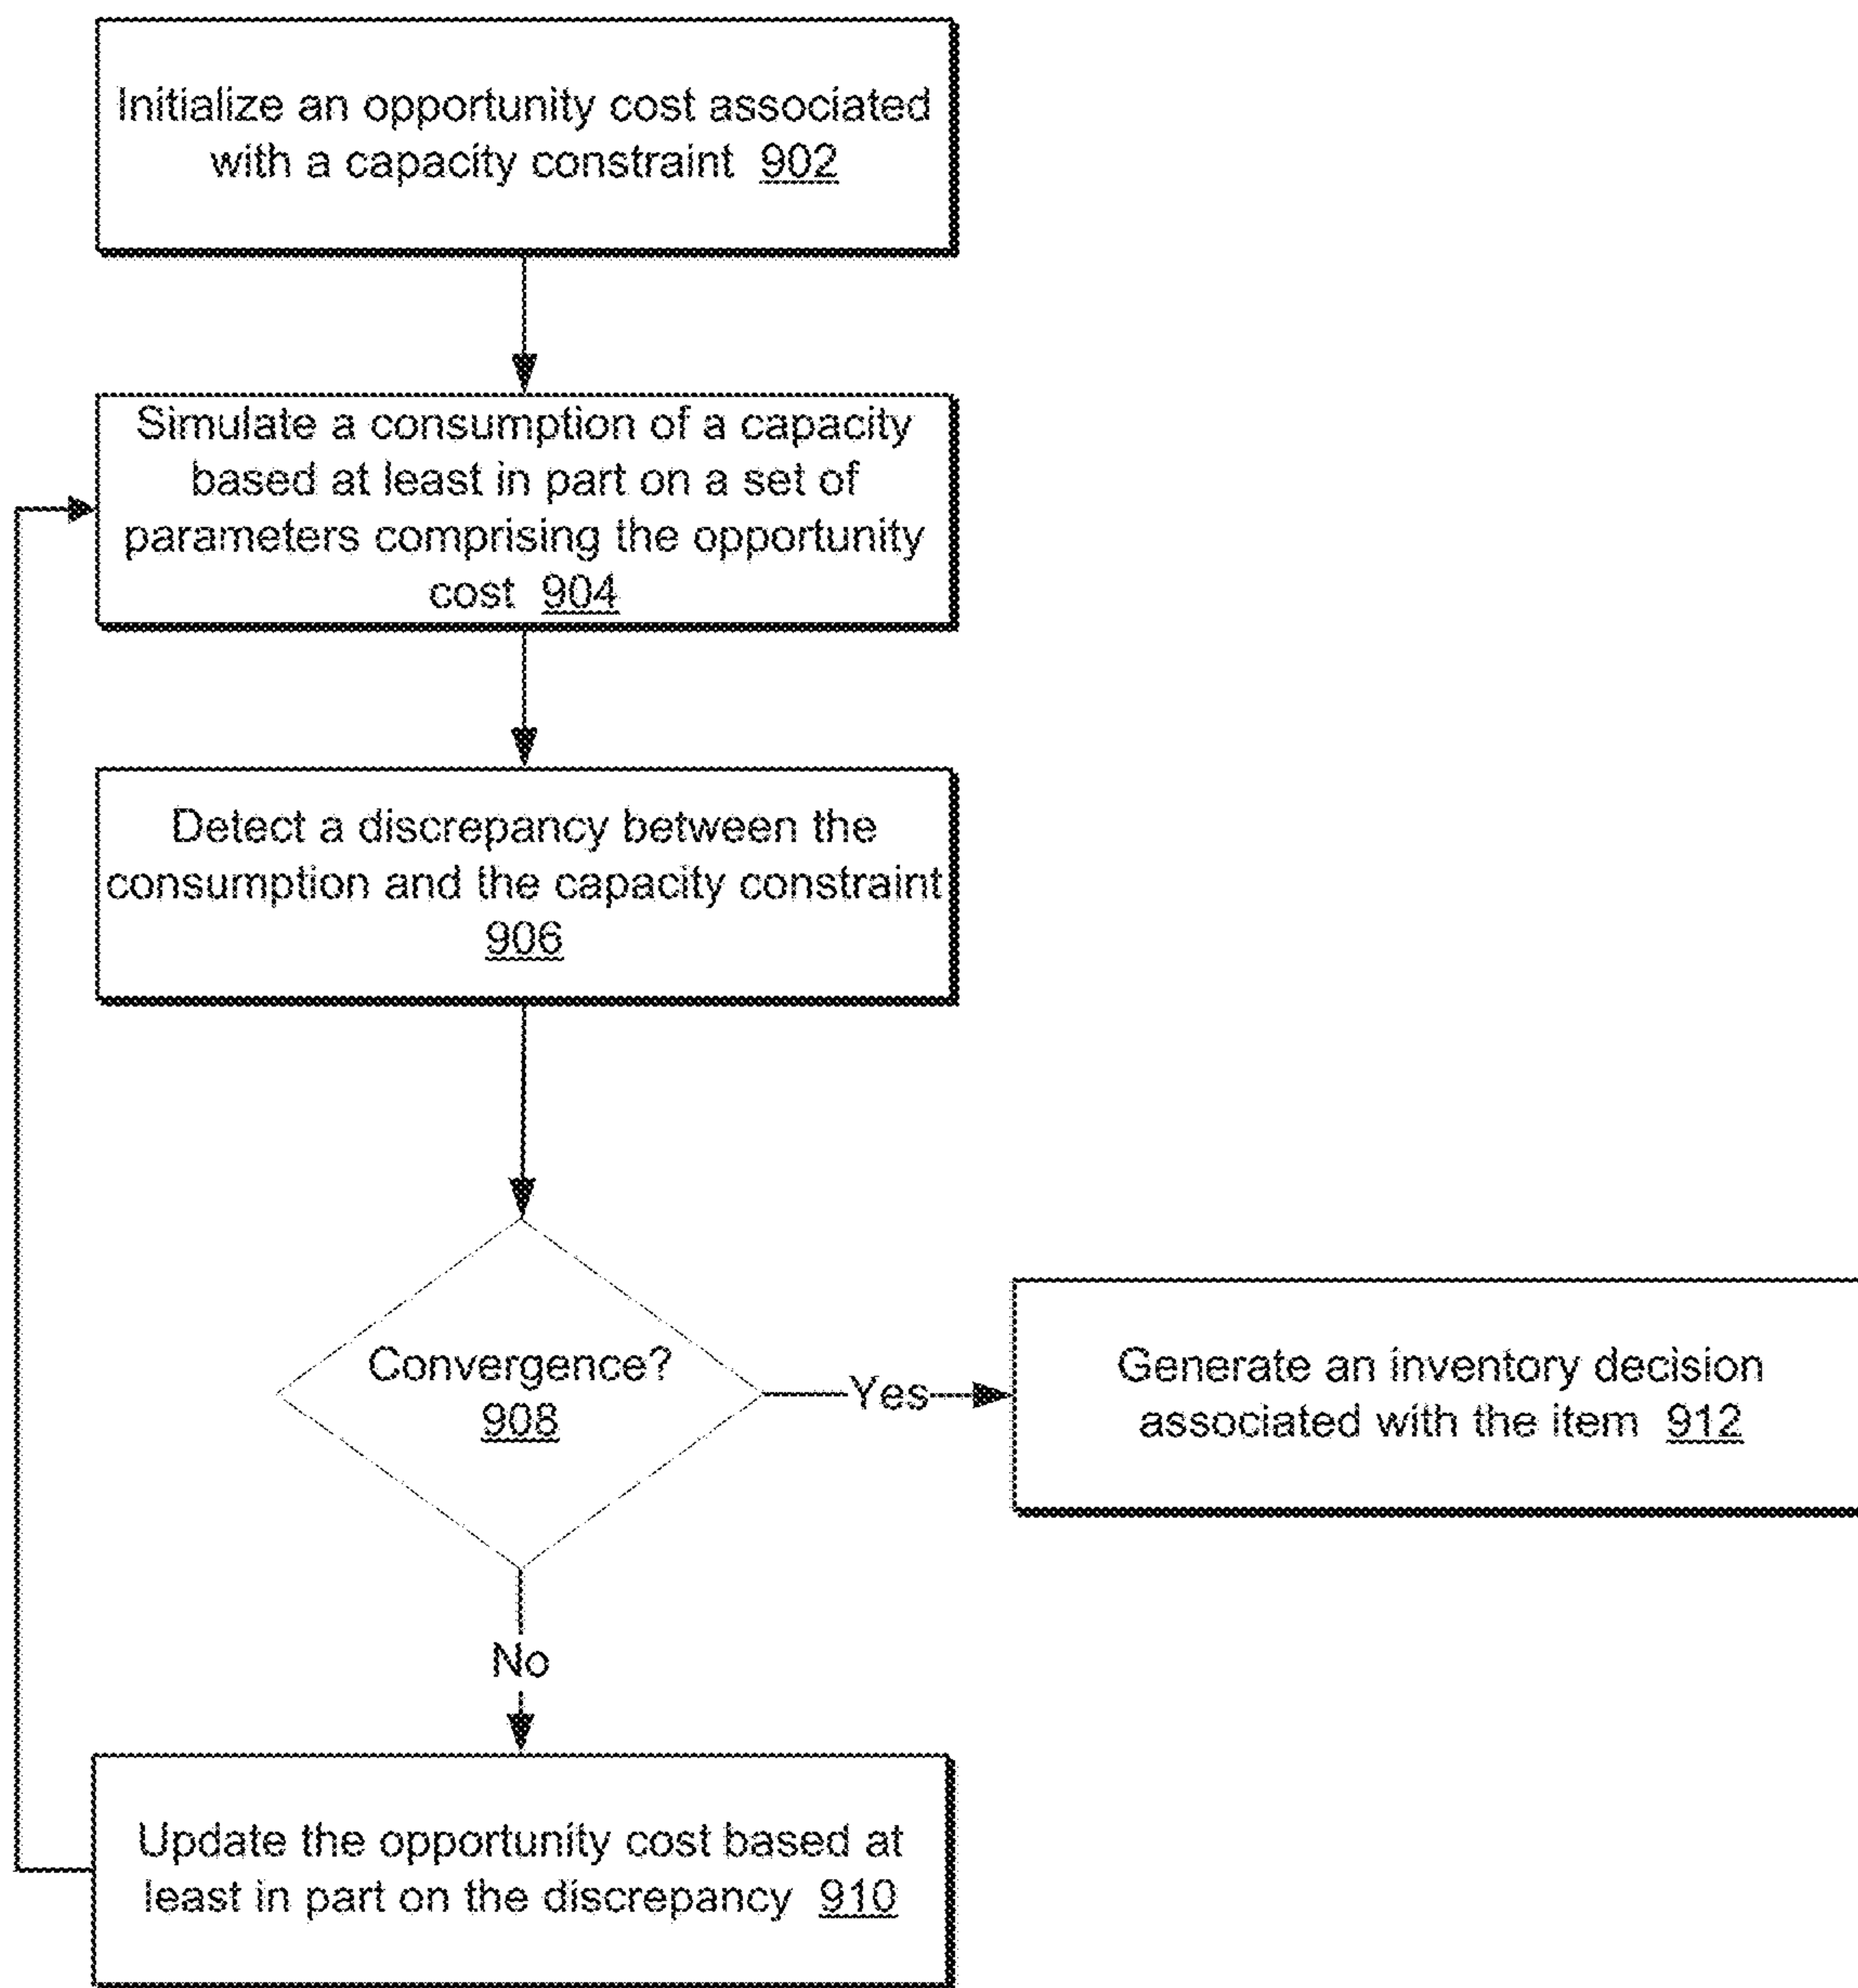 Initialize an opportunity cost associated
with a capacity constraint 902
Simulate a consumption of a capacity
based at least in part on a set of
parameters comprising the opportunity
cost 904
Detect a discrepancy between the
consumption and the capacity constraint
906
Convergence?
908
Yes
Generate an inventory decision
associated with the item 912
No
Update the opportunity cost based at
least in part on the discrepancy 910